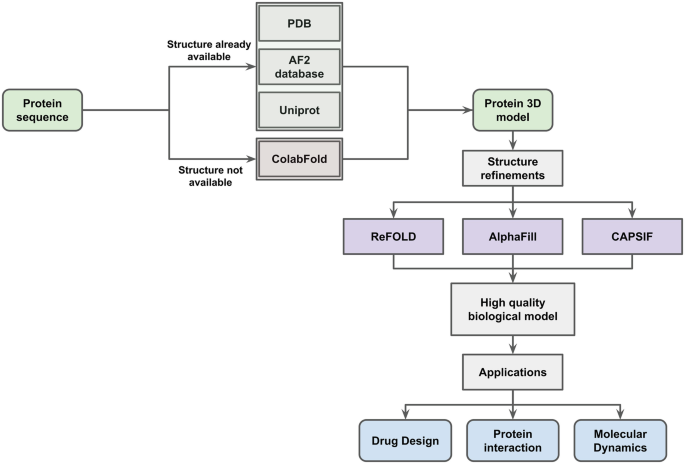 PDB
Structure already
available
AF2
database
Protein
sequence
Uniprot
Protein 3D
model
ColabFold
Structure not
available
Structure
refinements
ReFOLD
AlphaFill
CAPSIF
High quality
biological model
Applications
Drug Design
Protein
interaction
Molecular
Dynamics